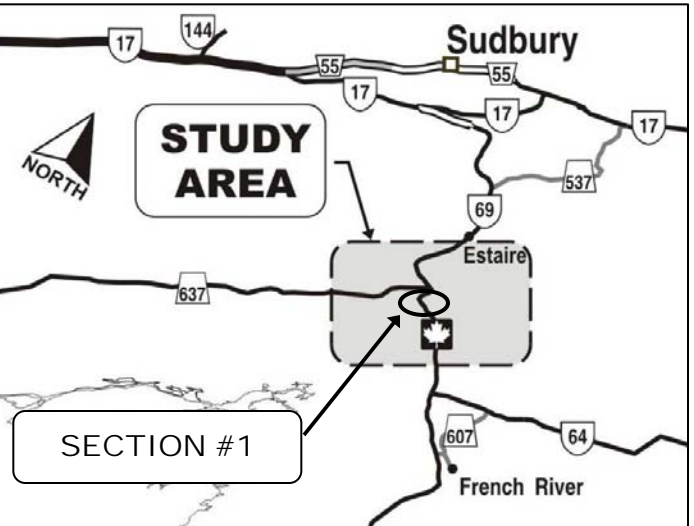 144
17
Sudbury
55
55
17
17
17
STUDY
AREA
NORTH
537
69
Estaire
637
SECTION #1
607
64
French River